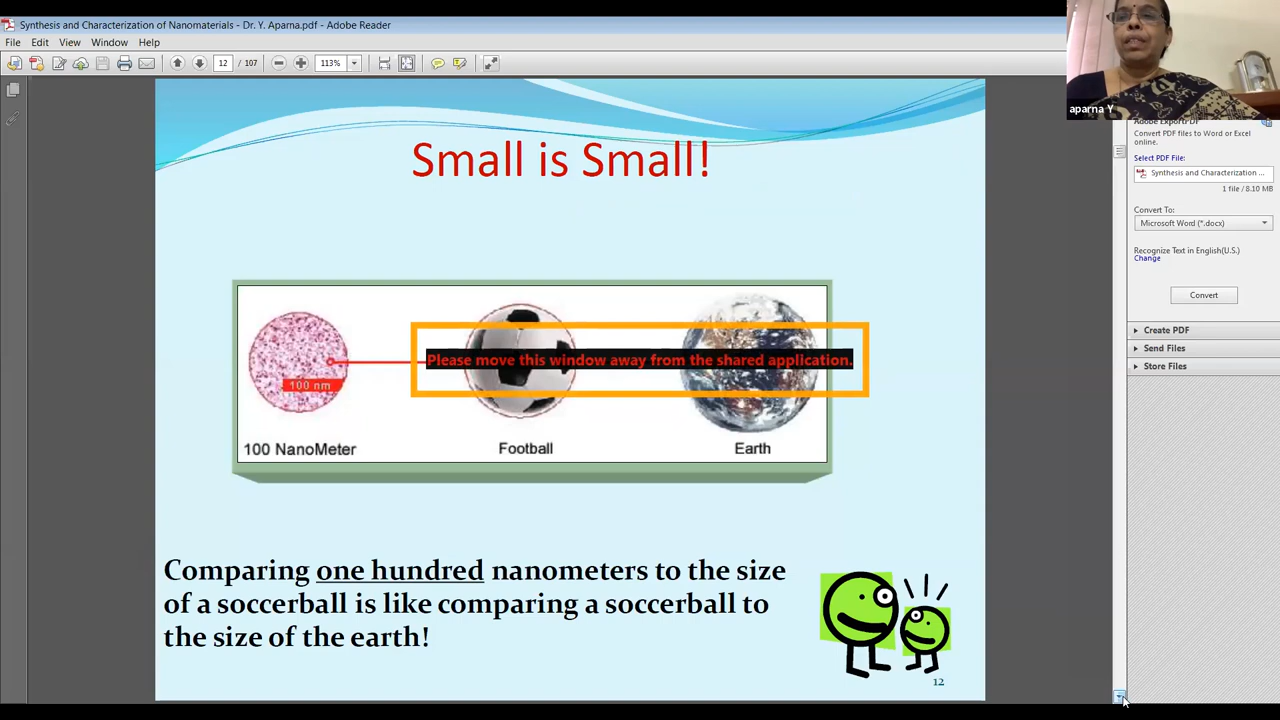 Synthesis and Characterization of Nanomaterials - Dr. Y. Aparna.pdf - Adobe Reader
File Edit View Window Help
12 / 107 113%
aparna Y
Small is Small!
100 nm
Please move this window away from the shared application.
100 NanoMeter Football Earth
Comparing one hundred nanometers to the size
of a soccerball is like comparing a soccerball to
the size of the earth!
12
Adobe ExportPDF
Convert PDF files to Word or Excel
online.
Select PDF File:
Synthesis and Characterization ...
1 file / 8.10 MB
Convert To:
Microsoft Word (*.docx)
Recognize Text in English(U.S.)
Change
Convert
Create PDF
Send Files
Store Files